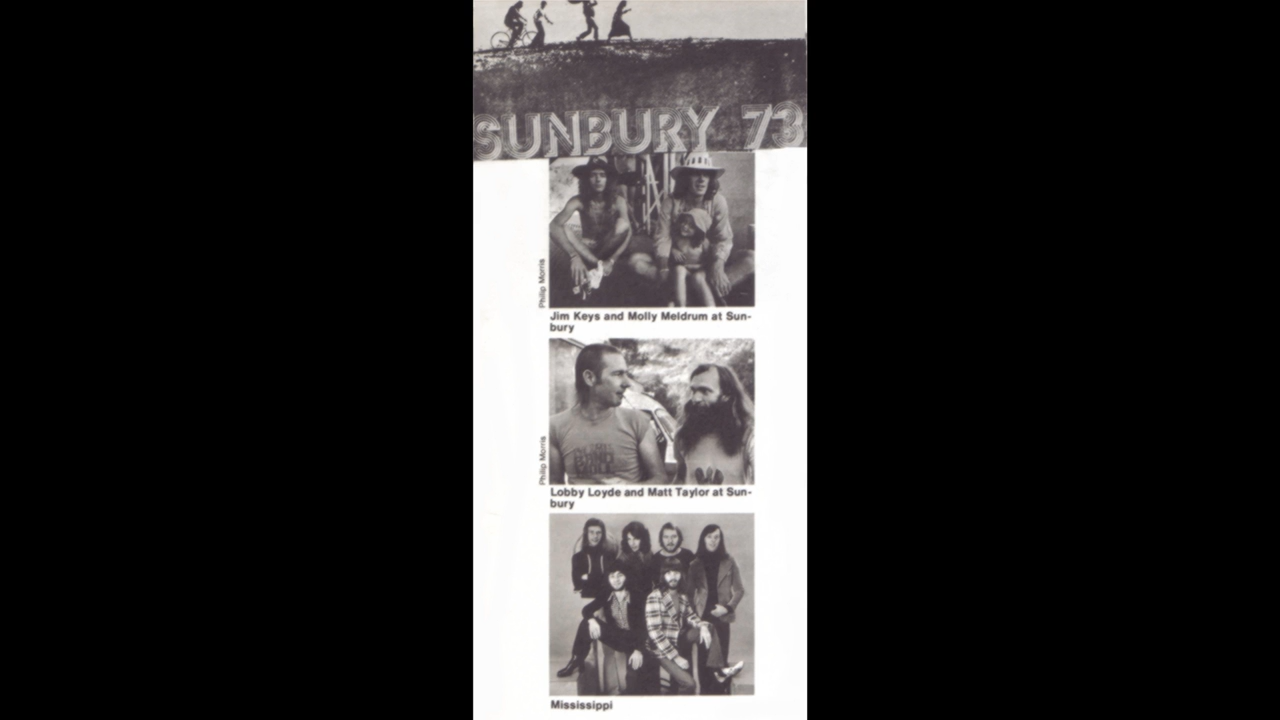 SUNBURY 73
Philip Morris
Jim Keys and Molly Meldrum at Sun-
bury
Philip Morris
Lobby Loyde and Matt Taylor at Sun-
bury
Mississippi